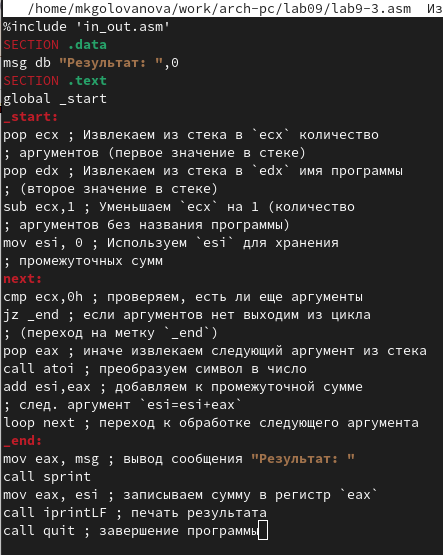 /home/mkgolovanova/work/arch-pc/lab09/lab9-3.asm Из
%include 'in_out.asm'
SECTION .data
msg db "Результат: ",0
SECTION .text
global _start
_start:
pop ecx ; Извлекаем из стека в `ecx` количество
; аргументов (первое значение в стеке)
pop edx ; Извлекаем из стека в `edx` имя программы
; (второе значение в стеке)
sub ecx,1 ; Уменьшаем `ecx` на 1 (количество
; аргументов без названия программы)
mov esi, 0 ; Используем `esi` для хранения
; промежуточных сумм
next:
cmp ecx,0h ; проверяем, есть ли еще аргументы
jz _end ; если аргументов нет выходим из цикла
; (переход на метку `_end`)
pop eax ; иначе извлекаем следующий аргумент из стека
call atoi ; преобразуем символ в число
add esi,eax ; добавляем к промежуточной сумме
; след. аргумент `esi=esi+eax`
loop next ; переход к обработке следующего аргумента
_end:
mov eax, msg ; вывод сообщения "Результат: "
call sprint
mov eax, esi ; записываем сумму в регистр `eax`
call iprintLF ; печать результата
call quit ; завершение программы